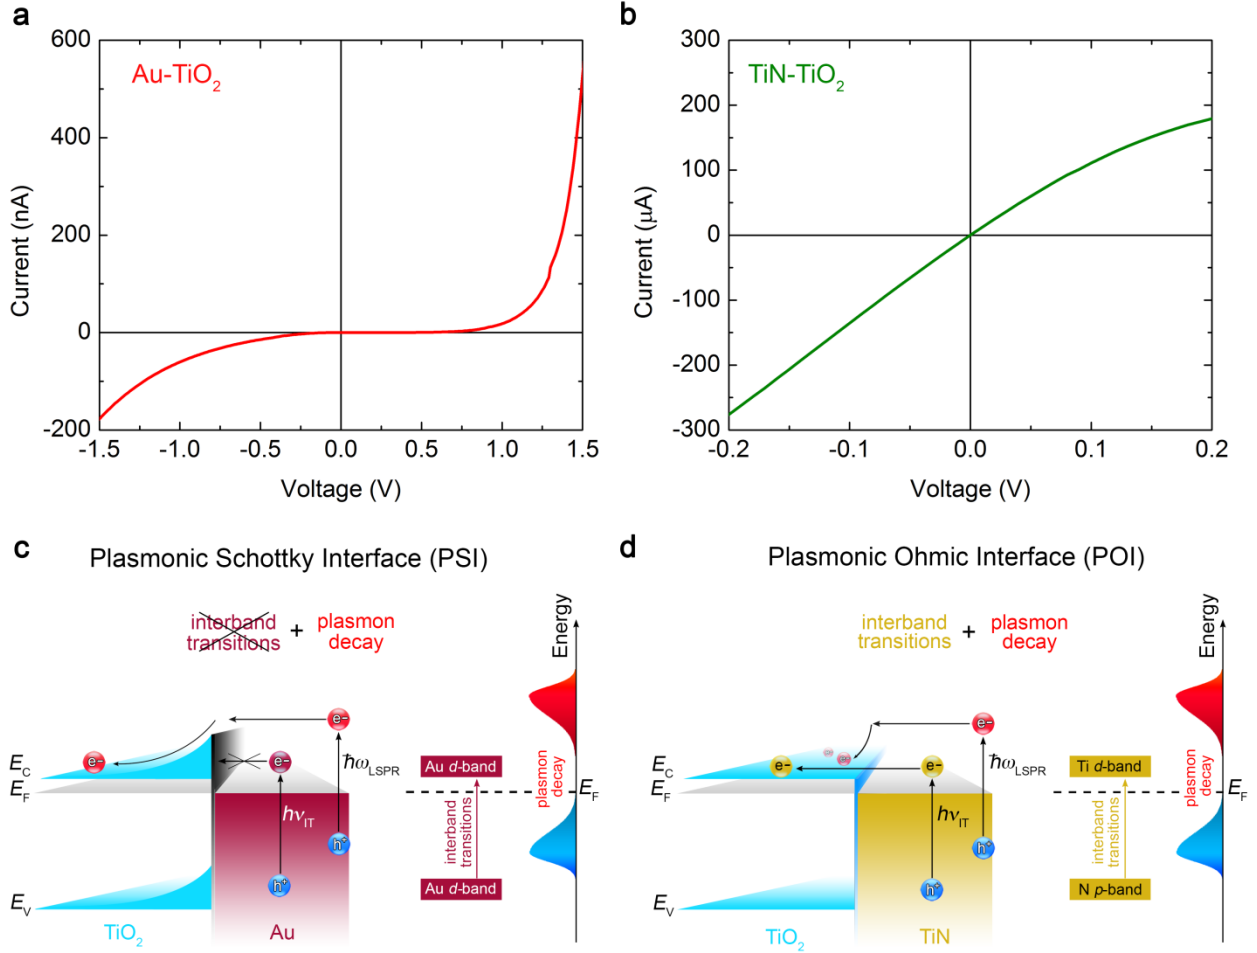 a
Au-TiO₂
600
400
200
0
-200
Current (nA)
-1.5
-1.0
-0.5
0.0
0.5
1.0
1.5
Voltage (V)
b
TiN-TiO₂
300
200
100
0
-100
-200
-300
Current (µA)
-0.2
-0.1
0.0
0.1
0.2
Voltage (V)
c
Plasmonic Schottky Interface (PSI)
interband
transitions
+
plasmon
decay
Energy
e−
e−
e−
ħωLSPR
hνIT
h⁺
h⁺
EC
EF
EV
TiO₂
Au
Au d-band
interband
transitions
Au d-band
plasmon
decay
EF
d
Plasmonic Ohmic Interface (POI)
interband
transitions
+
plasmon
decay
Energy
e−
e−
e−
e−
e−
ħωLSPR
hνIT
h⁺
h⁺
EC
EF
EV
TiO₂
TiN
Ti d-band
interband
transitions
N p-band
plasmon
decay
EF